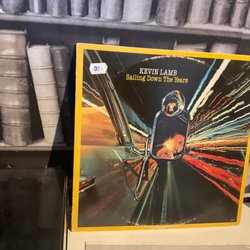 KEVIN LAMB
Sailing Down The Years